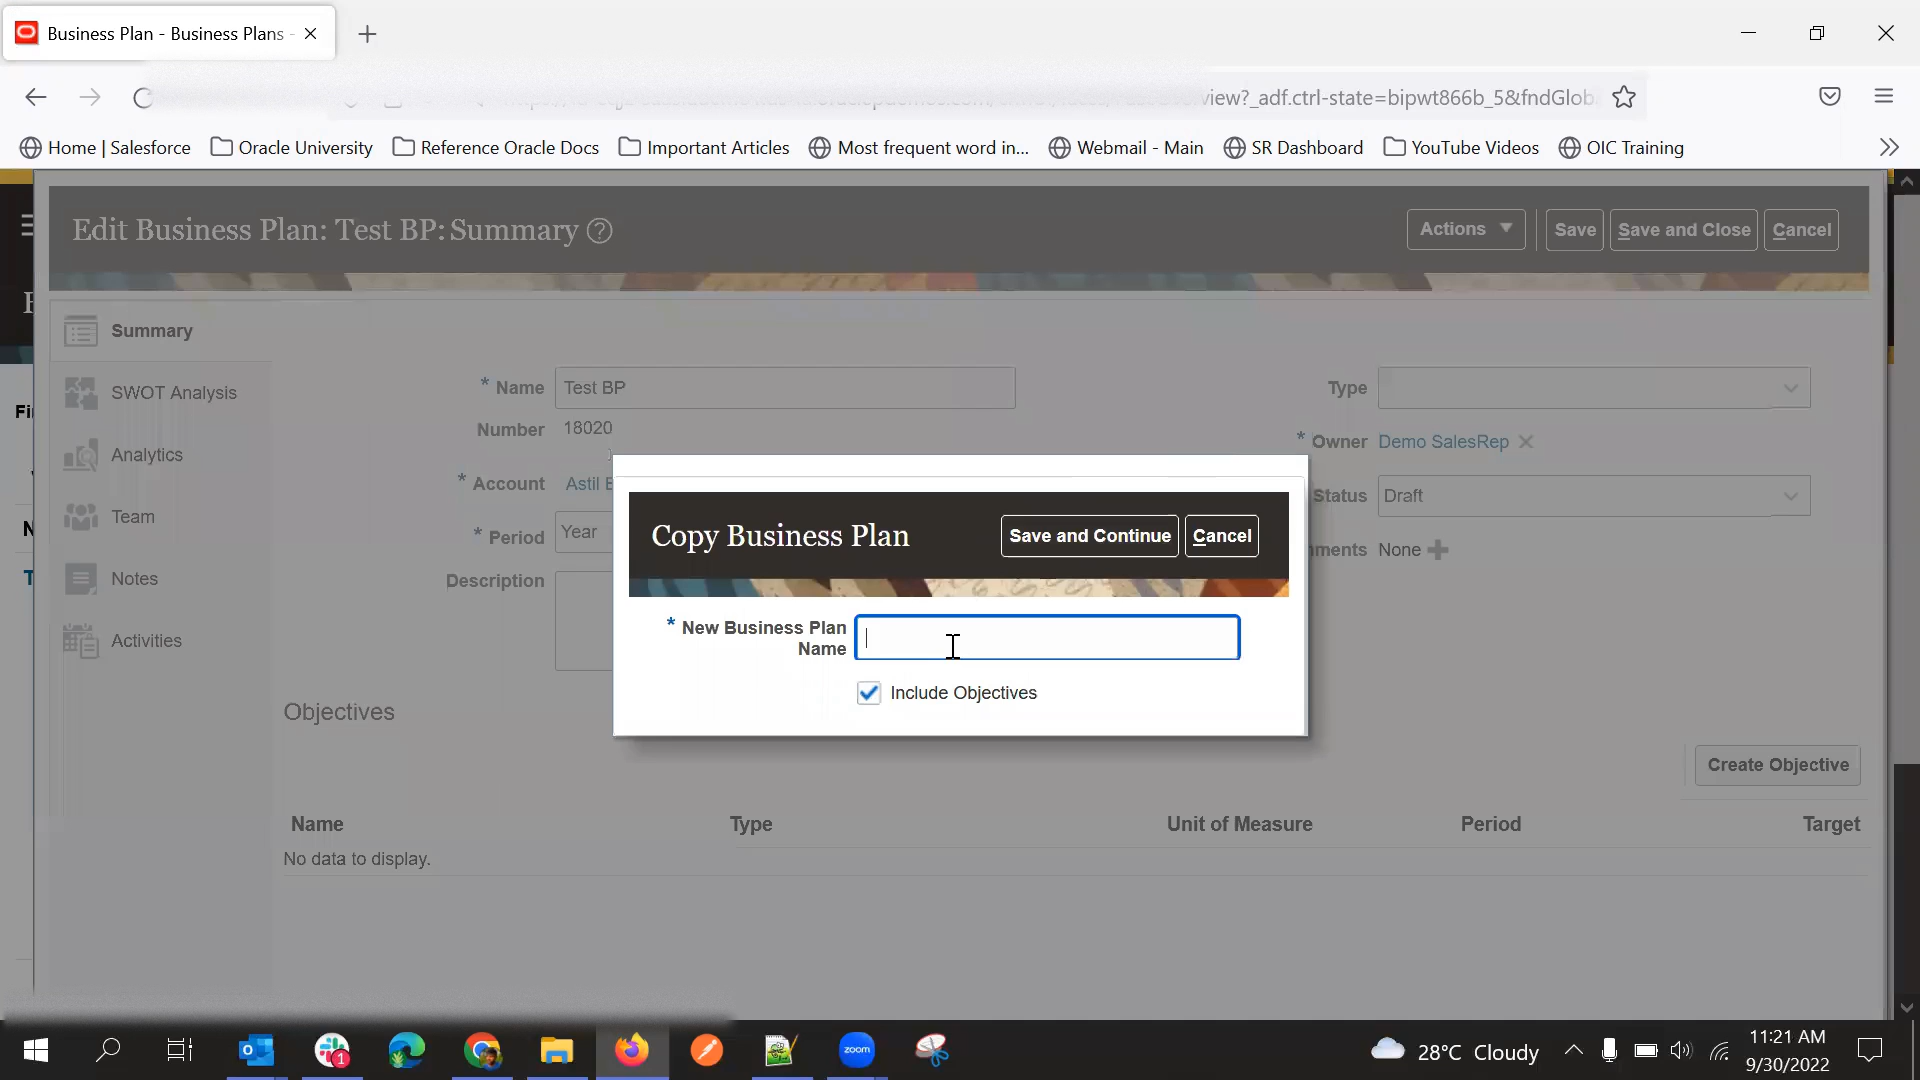 Business Plan - Business Plans -
view?_adf.ctrl-state=bipwt866b_5&fndGlob
Home | Salesforce Oracle University Reference Oracle Docs Important Articles Most frequent word in... Webmail - Main SR Dashboard YouTube Videos OIC Training
Edit Business Plan: Test BP: Summary
Actions Save Save and Close Cancel
Summary
SWOT Analysis
Analytics
Team
Notes
Activities
* Name Test BP
Type
Number 18020
* Owner Demo SalesRep
* Account Astil
Status Draft
* Period Year
None
Description
Copy Business Plan Save and Continue Cancel
* New Business Plan
Name
Include Objectives
Objectives
Create Objective
Name Type Unit of Measure Period Target
No data to display.
1
zoom
28°C Cloudy
11:21 AM
9/30/2022